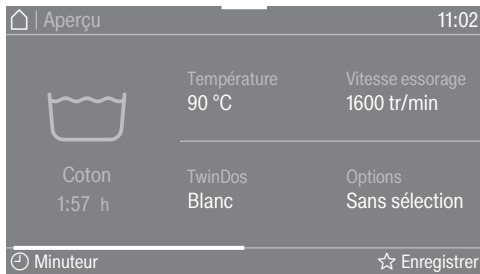 | Aperçu 11:02
Température
90 °C
Vitesse essorage
1600 tr/min
Coton
1:57 h
TwinDos
Blanc
Options
Sans sélection
Minuteur
Enregistrer